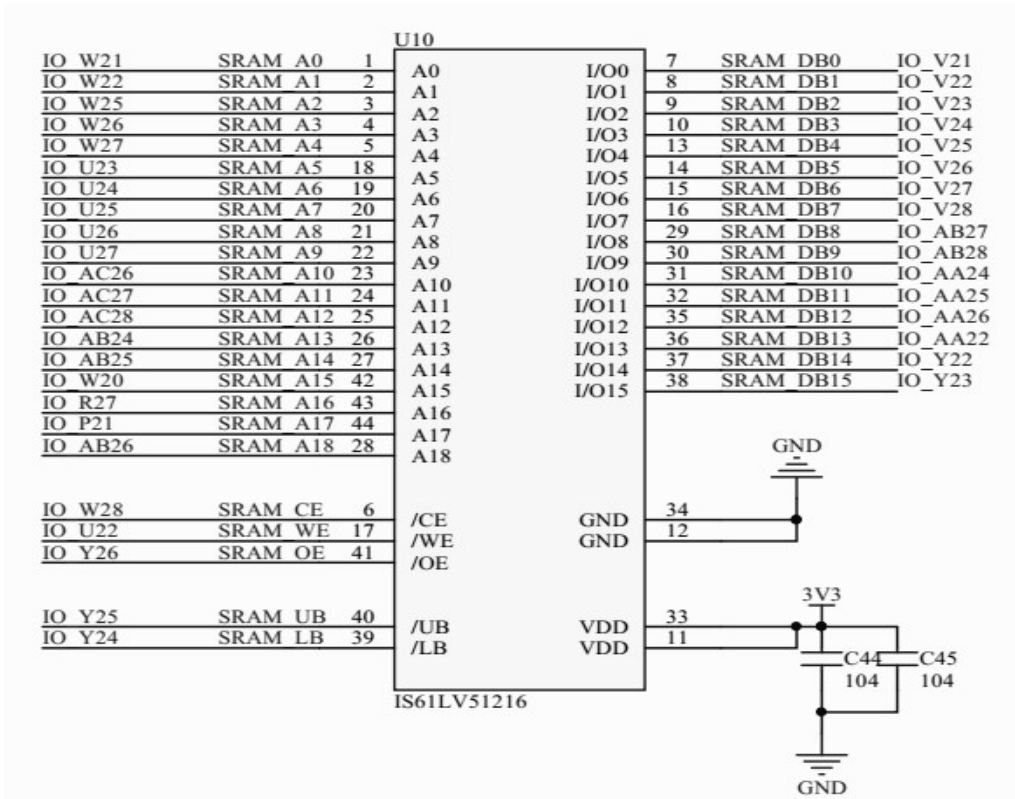 U10
IO_W21 SRAM_A0 1 A0 I/O0 7 SRAM_DB0 IO_V21
IO_W22 SRAM_A1 2 A1 I/O1 8 SRAM_DB1 IO_V22
IO_W25 SRAM_A2 3 A2 I/O2 9 SRAM_DB2 IO_V23
IO_W26 SRAM_A3 4 A3 I/O3 10 SRAM_DB3 IO_V24
IO_W27 SRAM_A4 5 A4 I/O4 13 SRAM_DB4 IO_V25
IO_U23 SRAM_A5 18 A5 I/O5 14 SRAM_DB5 IO_V26
IO_U24 SRAM_A6 19 A6 I/O6 15 SRAM_DB6 IO_V27
IO_U25 SRAM_A7 20 A7 I/O7 16 SRAM_DB7 IO_V28
IO_U26 SRAM_A8 21 A8 I/O8 29 SRAM_DB8 IO_AB27
IO_U27 SRAM_A9 22 A9 I/O9 30 SRAM_DB9 IO_AB28
IO_AC26 SRAM_A10 23 A10 I/O10 31 SRAM_DB10 IO_AA24
IO_AC27 SRAM_A11 24 A11 I/O11 32 SRAM_DB11 IO_AA25
IO_AC28 SRAM_A12 25 A12 I/O12 35 SRAM_DB12 IO_AA26
IO_AB24 SRAM_A13 26 A13 I/O13 36 SRAM_DB13 IO_AA22
IO_AB25 SRAM_A14 27 A14 I/O14 37 SRAM_DB14 IO_Y22
IO_W20 SRAM_A15 42 A15 I/O15 38 SRAM_DB15 IO_Y23
IO_R27 SRAM_A16 43 A16
IO_P21 SRAM_A17 44 A17
IO_AB26 SRAM_A18 28 A18
GND
IO_W28 SRAM_CE 6 /CE GND 34
IO_U22 SRAM_WE 17 /WE GND 12
IO_Y26 SRAM_OE 41 /OE
3V3
IO_Y25 SRAM_UB 40 /UB VDD 33
IO_Y24 SRAM_LB 39 /LB VDD 11
C44 C45
104 104
IS61LV51216
GND